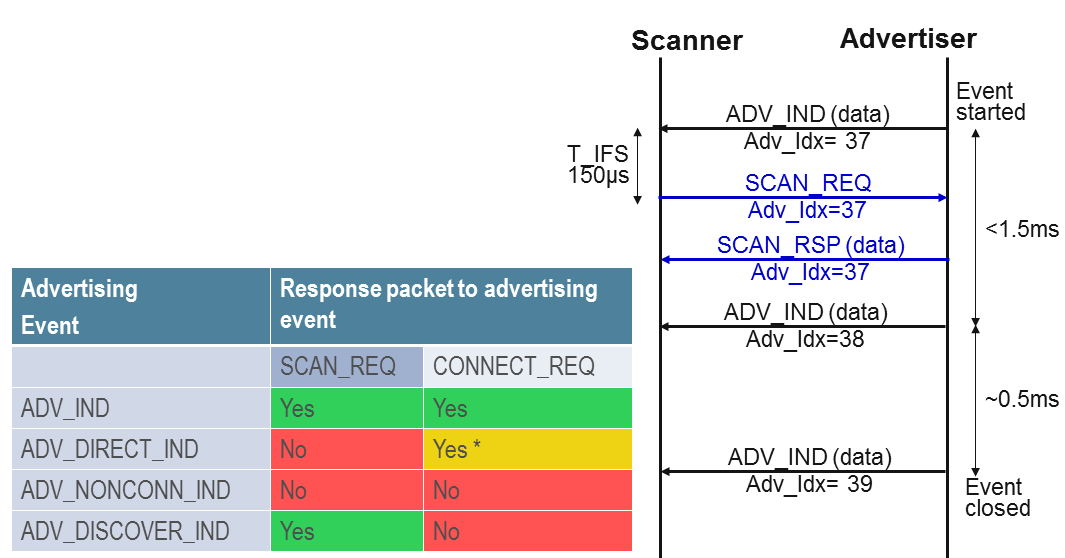 Scanner
Advertiser
Event
started
ADV_IND (data)
Adv_Idx= 37
T_IFS
150µs
SCAN_REQ
Adv_Idx=37
<1.5ms
SCAN_RSP (data)
Adv_Idx=37
ADV_IND (data)
Adv_Idx=38
~0.5ms
ADV_IND (data)
Adv_Idx= 39
Event
closed
Advertising
Event
Response packet to advertising
event
SCAN_REQ CONNECT_REQ
ADV_IND Yes Yes
ADV_DIRECT_IND No Yes *
ADV_NONCONN_IND No No
ADV_DISCOVER_IND Yes No